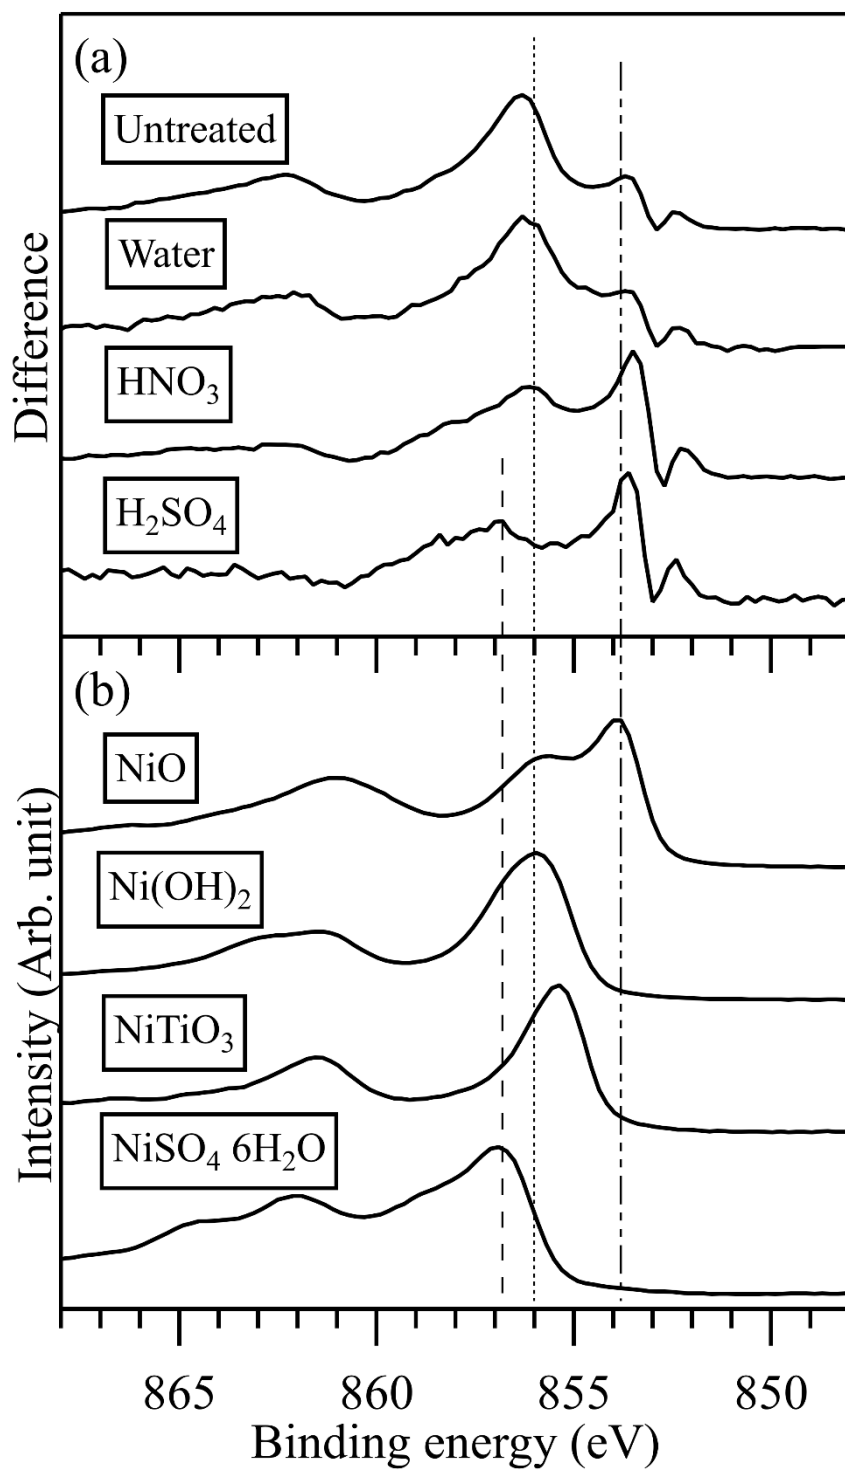 (a)
Untreated
Water
HNO₃
H₂SO₄
Difference
(b)
NiO
Ni(OH)₂
NiTiO₃
NiSO₄ 6H₂O
Intensity (Arb. unit)
865 860 855 850
Binding energy (eV)